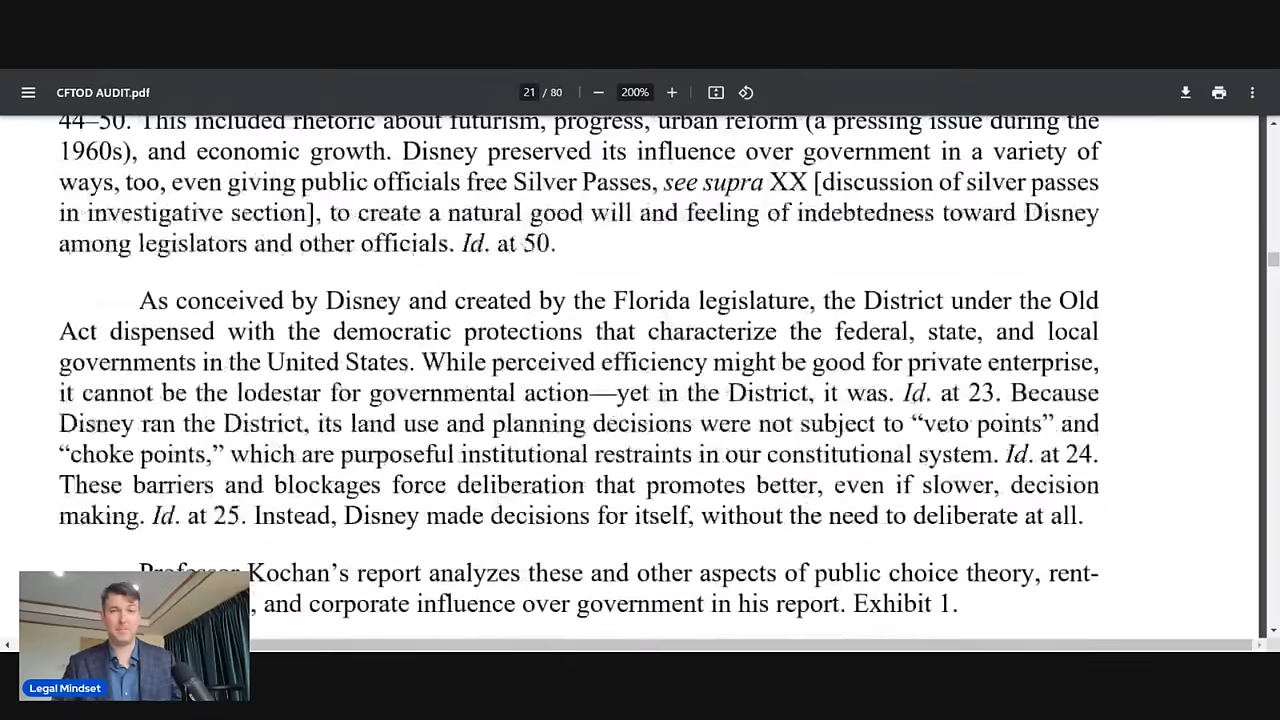 CFTOD AUDIT.pdf
21 / 80
200%
44–50. This included rhetoric about futurism, progress, urban reform (a pressing issue during the
1960s), and economic growth. Disney preserved its influence over government in a variety of
ways, too, even giving public officials free Silver Passes, see supra XX [discussion of silver passes
in investigative section], to create a natural good will and feeling of indebtedness toward Disney
among legislators and other officials. Id. at 50.
As conceived by Disney and created by the Florida legislature, the District under the Old
Act dispensed with the democratic protections that characterize the federal, state, and local
governments in the United States. While perceived efficiency might be good for private enterprise,
it cannot be the lodestar for governmental action—yet in the District, it was. Id. at 23. Because
Disney ran the District, its land use and planning decisions were not subject to “veto points” and
“choke points,” which are purposeful institutional restraints in our constitutional system. Id. at 24.
These barriers and blockages force deliberation that promotes better, even if slower, decision
making. Id. at 25. Instead, Disney made decisions for itself, without the need to deliberate at all.
Professor Kochan’s report analyzes these and other aspects of public choice theory, rent-
, and corporate influence over government in his report. Exhibit 1.
Legal Mindset